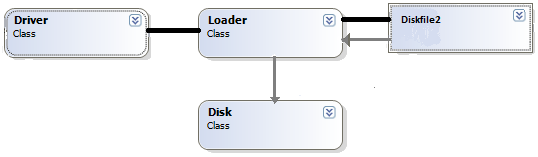 Driver
Class
Loader
Class
Diskfile2
Disk
Class